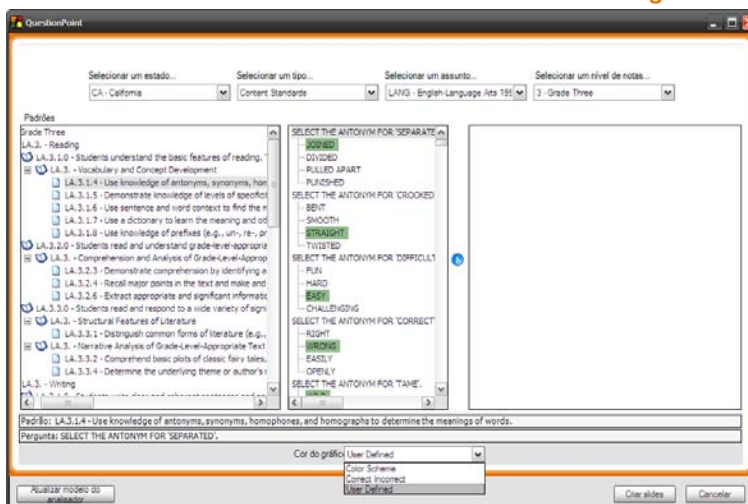 QuestionPoint
Selecionar um estado...
Selecionar um tipo...
Selecionar um assunto...
Selecionar um nível de notas...
CA - California
Content Standards
LANG - English-Language Arts 199
3 - Grade Three
Padrões
Grade Three
LA.3. - Reading
LA.3.1.0 - Students understand the basic features of reading.
LA.3. - Vocabulary and Concept Development
LA.3.1.4 - Use knowledge of antonyms, synonyms, hom
LA.3.1.5 - Demonstrate knowledge of levels of specifici
LA.3.1.6 - Use sentence and word context to find the m
LA.3.1.7 - Use a dictionary to learn the meaning and ot
LA.3.1.8 - Use knowledge of prefixes (e.g., un-, re-, pr
LA.3.2.0 - Students read and understand grade-level-appropria
LA.3. - Comprehension and Analysis of Grade-Level-Approp
LA.3.2.3 - Demonstrate comprehension by identifying a
LA.3.2.4 - Recall major points in the text and make and
LA.3.2.6 - Extract appropriate and significant informatic
LA.3.3.0 - Students read and respond to a wide variety of signi
LA.3. - Structural Features of Literature
LA.3.3.1 - Distinguish common forms of literature (e.g.,
LA.3. - Narrative Analysis of Grade-Level-Appropriate Text
LA.3.3.2 - Comprehend basic plots of classic fairy tales,
LA.3.3.4 - Determine the underlying theme or author's
LA.3. - Writing
SELECT THE ANTONYM FOR 'SEPARATE
JOINED
DIVIDED
PULLED APART
PUNISHED
SELECT THE ANTONYM FOR 'CROOKED
BENT
SMOOTH
STRAIGHT
TWISTED
SELECT THE ANTONYM FOR 'DIFFICULT
FUN
HARD
EASY
CHALLENGING
SELECT THE ANTONYM FOR 'CORRECT'
RIGHT
WRONG
EASILY
OPENLY
SELECT THE ANTONYM FOR 'TAME'.
Padrão: LA.3.1.4 - Use knowledge of antonyms, synonyms, homophones, and homographs to determine the meanings of words.
Pergunta: SELECT THE ANTONYM FOR 'SEPARATED'.
Cor do gráfico
User Defined
Color Scheme
Correct Incorrect
User Defined
Atualizar modelo do analisador
Criar slides
Cancelar